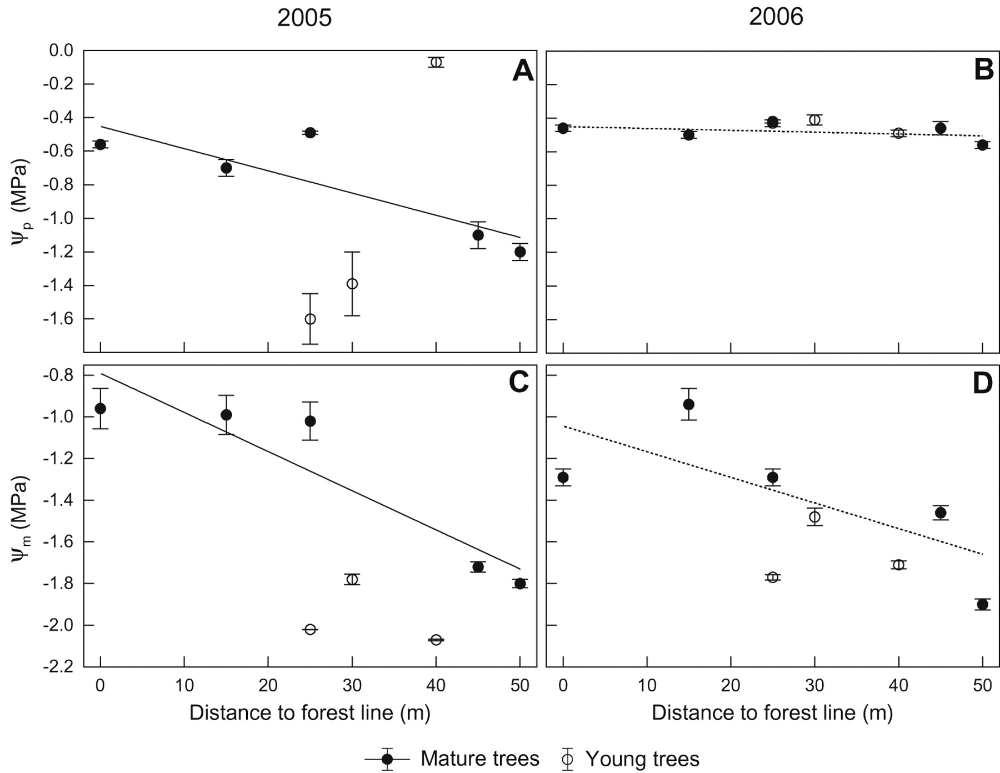 2005 2006
A
B
0.0
-0.2
-0.4
-0.6
-0.8
-1.0
-1.2
-1.4
-1.6
ψp (MPa)
C
D
-0.8
-1.0
-1.2
-1.4
-1.6
-1.8
-2.0
-2.2
ψm (MPa)
0 10 20 30 40 50 0 10 20 30 40 50
Distance to forest line (m) Distance to forest line (m)
Mature trees Young trees